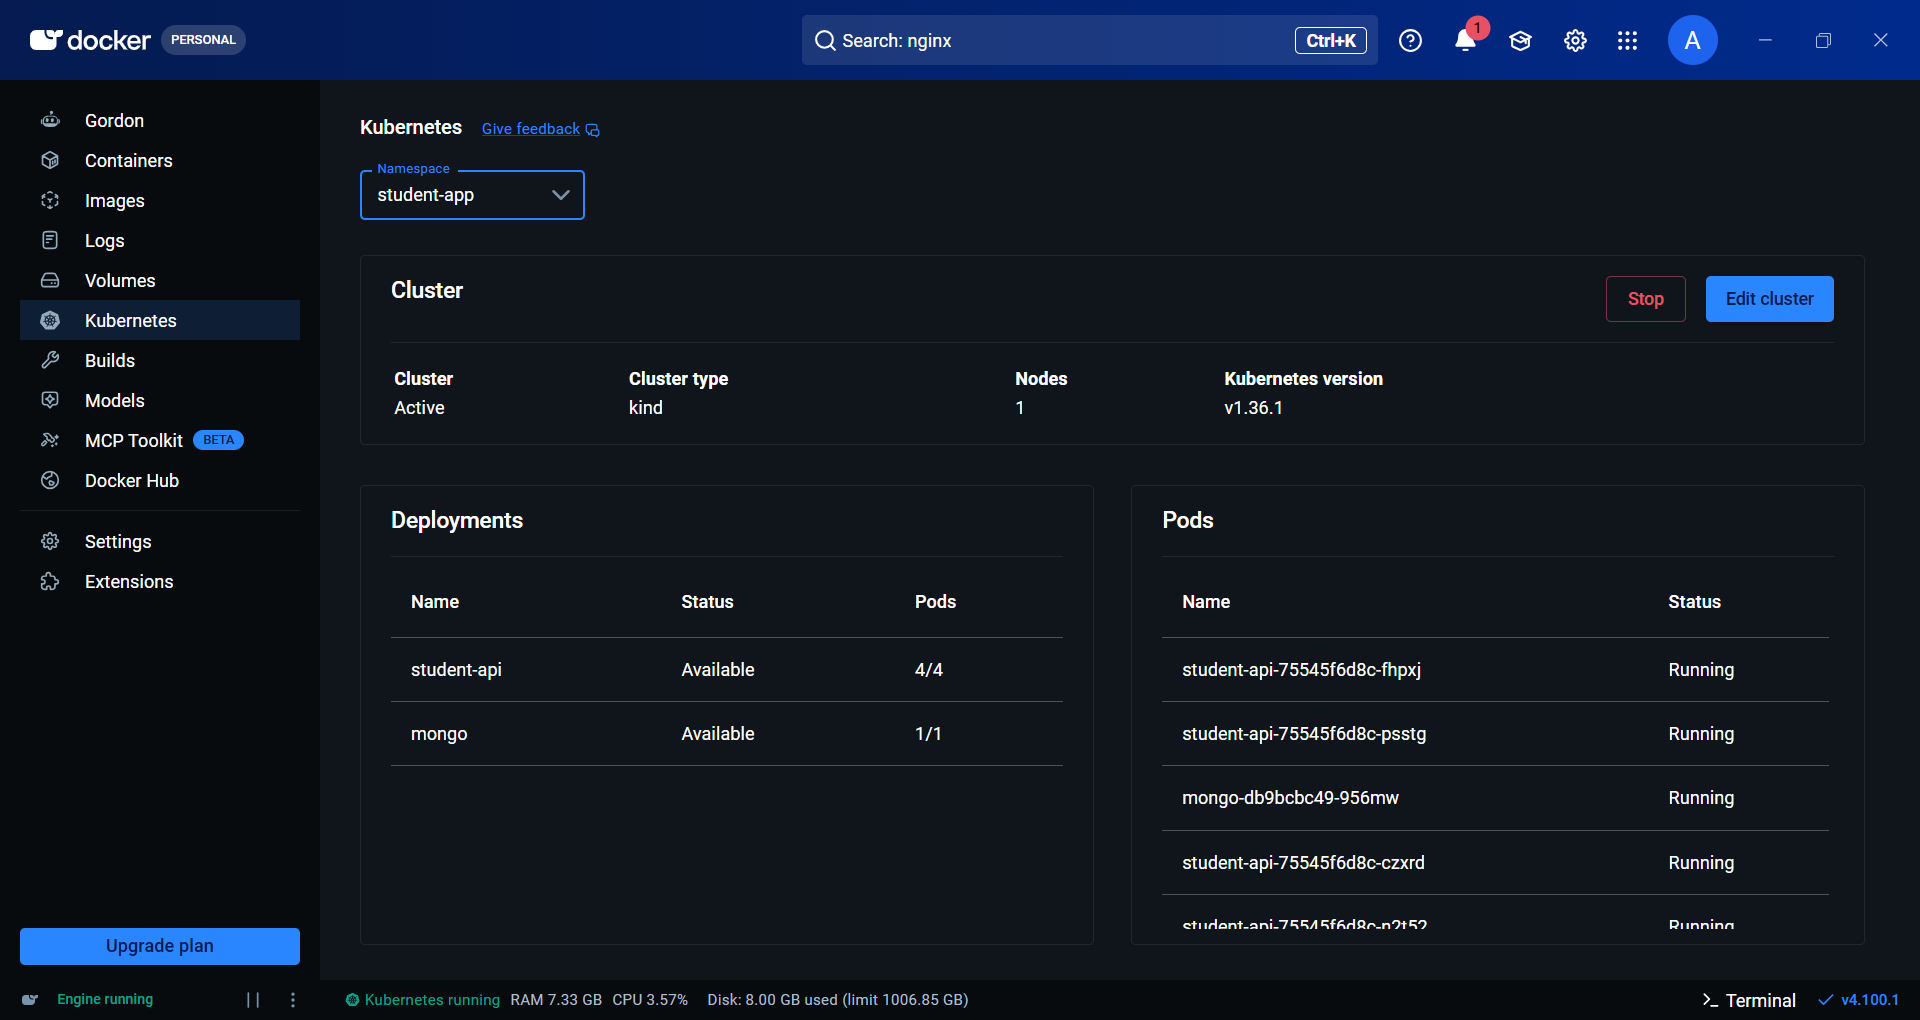 docker PERSONAL
Search: nginx Ctrl+K
1
A
Gordon
Containers
Images
Logs
Volumes
Kubernetes
Builds
Models
MCP Toolkit BETA
Docker Hub
Settings
Extensions
Upgrade plan
Kubernetes Give feedback
Namespace
student-app
Cluster
Stop Edit cluster
Cluster Cluster type Nodes Kubernetes version
Active kind 1 v1.36.1
Deployments
Name Status Pods
student-api Available 4/4
mongo Available 1/1
Pods
Name Status
student-api-75545f6d8c-fhpxj Running
student-api-75545f6d8c-psstg Running
mongo-db9bcbc49-956mw Running
student-api-75545f6d8c-czxrd Running
student-api-75545f6d8c-n2t52 Running
Engine running
Kubernetes running RAM 7.33 GB CPU 3.57% Disk: 8.00 GB used (limit 1006.85 GB)
Terminal v4.100.1